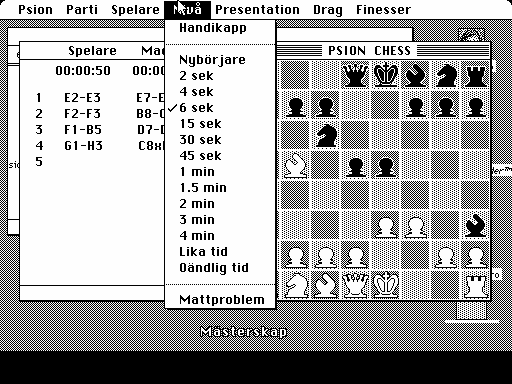 Psion Parti Spelare Nivå Presentation Drag Finesser
Handikapp
Nybörjare
2 sek
4 sek
✓6 sek
15 sek
30 sek
45 sek
1 min
1.5 min
2 min
3 min
4 min
Lika tid
Oändlig tid
Mattproblem
PSION CHESS
Spelare
00:00:50
1 E2-E3
2 F2-F3
3 F1-B5
4 G1-H3
5
Mästerskap